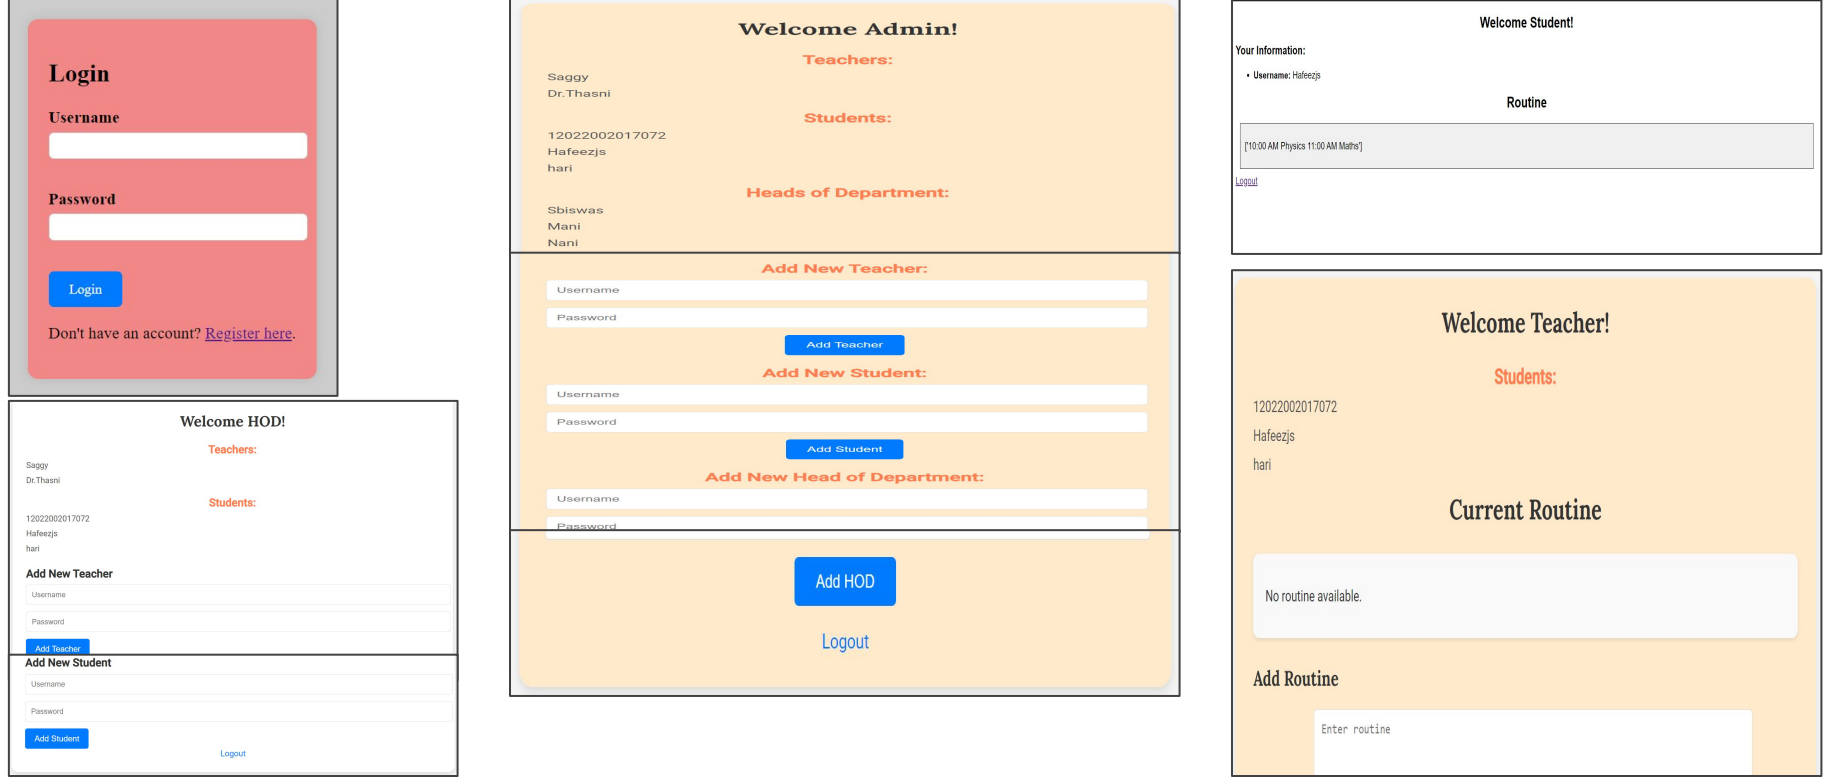 Login
Username
Password
Login
Don't have an account? Register here.
Welcome HOD!
Teachers:
Saggy
Dr.Thasni
Students:
12022002017072
Hafeezjs
hari
Add New Teacher
Username
Password
Add Teacher
Add New Student
Username
Password
Add Student
Logout
Welcome Admin!
Teachers:
Saggy
Dr.Thasni
Students:
12022002017072
Hafeezjs
hari
Heads of Department:
Sbiswas
Mani
Nani
Add New Teacher:
Username
Password
Add Teacher
Add New Student:
Username
Password
Add Student
Add New Head of Department:
Username
Password
Add HOD
Logout
Welcome Student!
Your Information:
• Username: Hafeezjs
Routine
['10:00 AM Physics 11:00 AM Maths']
Logout
Welcome Teacher!
Students:
12022002017072
Hafeezjs
hari
Current Routine
No routine available.
Add Routine
Enter routine